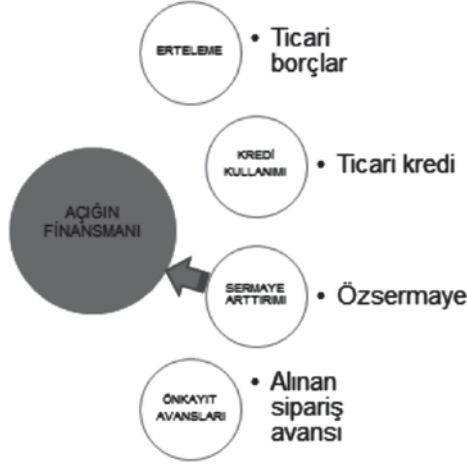 ERTELEME
• Ticari
borçlar
KREDİ
KULLANIMI
• Ticari kredi
AÇIĞIN
FİNANSMANI
SERMAYE
ARTTIRIMI
• Özsermaye
ÖNKAYIT
AVANSLARI
• Alınan
sipariş
avansı